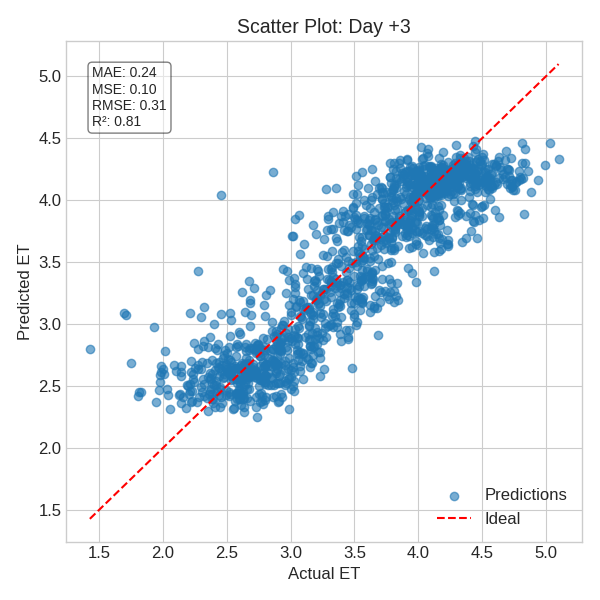 Scatter Plot: Day +3
MAE: 0.24
MSE: 0.10
RMSE: 0.31
R²: 0.81
5.0
4.5
4.0
3.5
3.0
2.5
2.0
1.5
Predicted ET
Predictions
Ideal
1.5 2.0 2.5 3.0 3.5 4.0 4.5 5.0
Actual ET